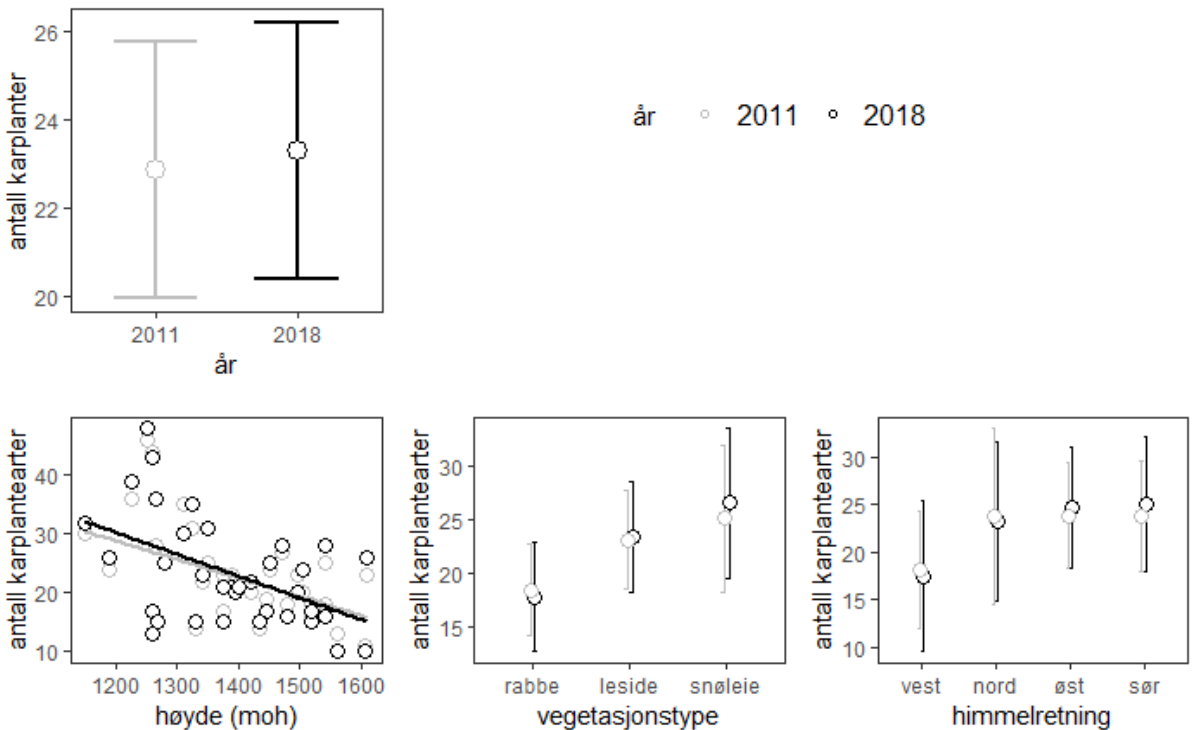 antall karplanter
26
24
22
20
2011 2018
år
år 2011 2018
antall karplantearter
40
30
20
10
1200 1300 1400 1500 1600
høyde (moh)
antall karplantearter
30
25
20
15
rabbe leside snøleie
vegetasjonstype
antall karplantearter
30
25
20
15
10
vest nord øst sør
himmelretning